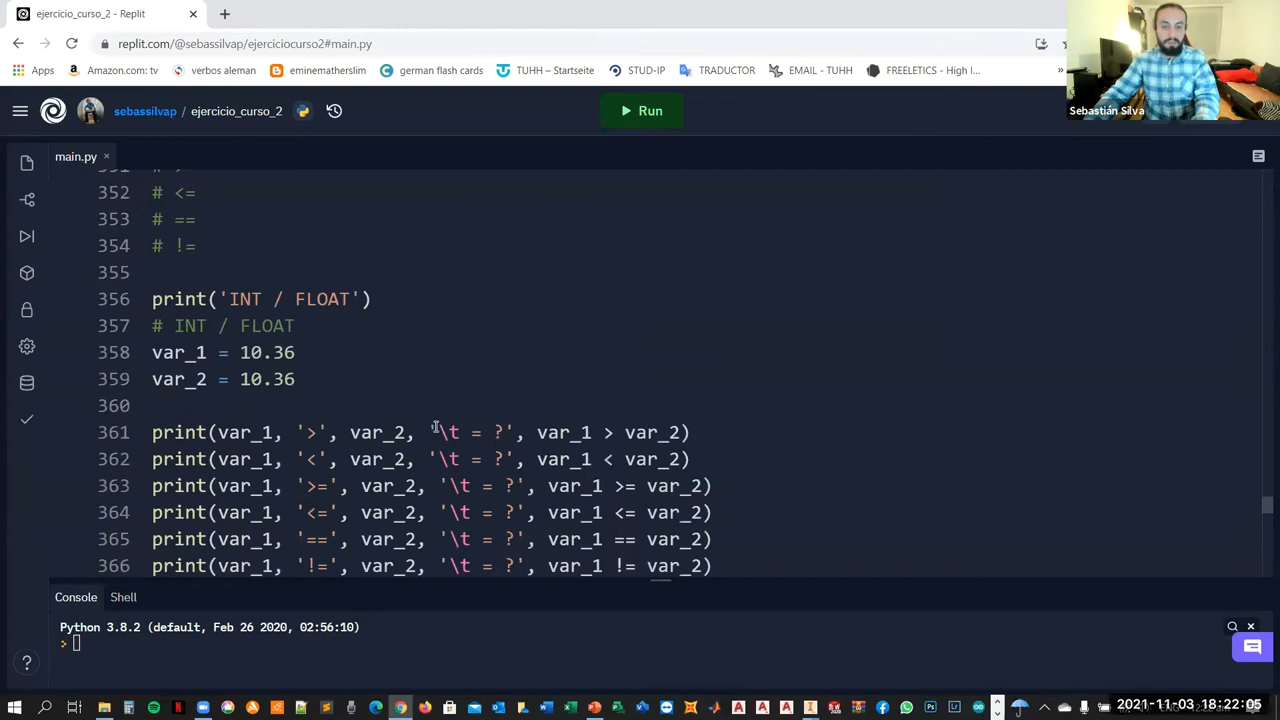 ejercicio_curso_2 - Replit
replit.com/@sebassilvap/ejerciciocurso2#main.py
Apps
Amazon.com: tv
verbos aleman
eminemathslim
german flash cards
TUHH – Startseite
STUD-IP
TRADUCTOR
EMAIL - TUHH
FREELETICS - High I...
»
Sebastián Silva
sebassilvap / ejercicio_curso_2
Run
main.py
352 # <=
353 # ==
354 # !=
355
356 print('INT / FLOAT')
357 # INT / FLOAT
358 var_1 = 10.36
359 var_2 = 10.36
360
361 print(var_1, '>', var_2, '\t = ?', var_1 > var_2)
362 print(var_1, '<', var_2, '\t = ?', var_1 < var_2)
363 print(var_1, '>=', var_2, '\t = ?', var_1 >= var_2)
364 print(var_1, '<=', var_2, '\t = ?', var_1 <= var_2)
365 print(var_1, '==', var_2, '\t = ?', var_1 == var_2)
366 print(var_1, '!=', var_2, '\t = ?', var_1 != var_2)
Console
Shell
Python 3.8.2 (default, Feb 26 2020, 02:56:10)
2021-11-03 18:22:05